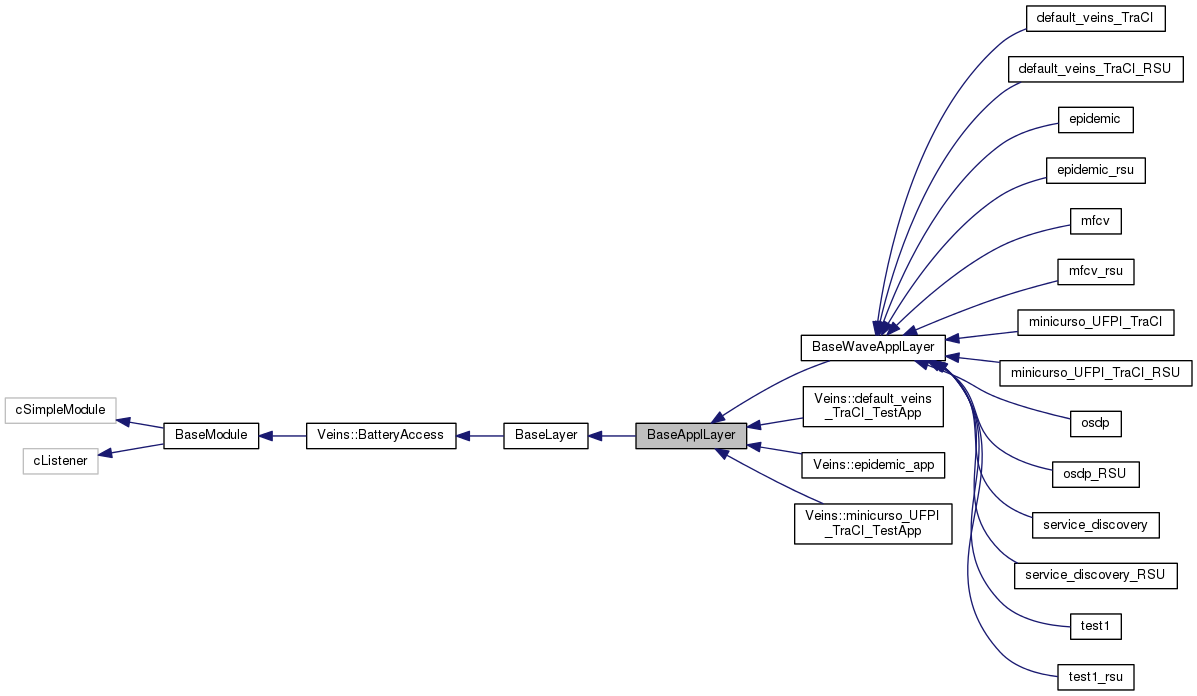 default_veins_TraCI
default_veins_TraCI_RSU
epidemic
epidemic_rsu
mfcv
mfcv_rsu
minicurso_UFPI_TraCI
BaseWaveApplLayer
minicurso_UFPI_TraCI_RSU
cSimpleModule
Veins::default_veins
_TraCI_TestApp
osdp
BaseModule
Veins::BatteryAccess
BaseLayer
BaseApplLayer
cListener
Veins::epidemic_app
osdp_RSU
Veins::minicurso_UFPI
_TraCI_TestApp
service_discovery
service_discovery_RSU
test1
test1_rsu